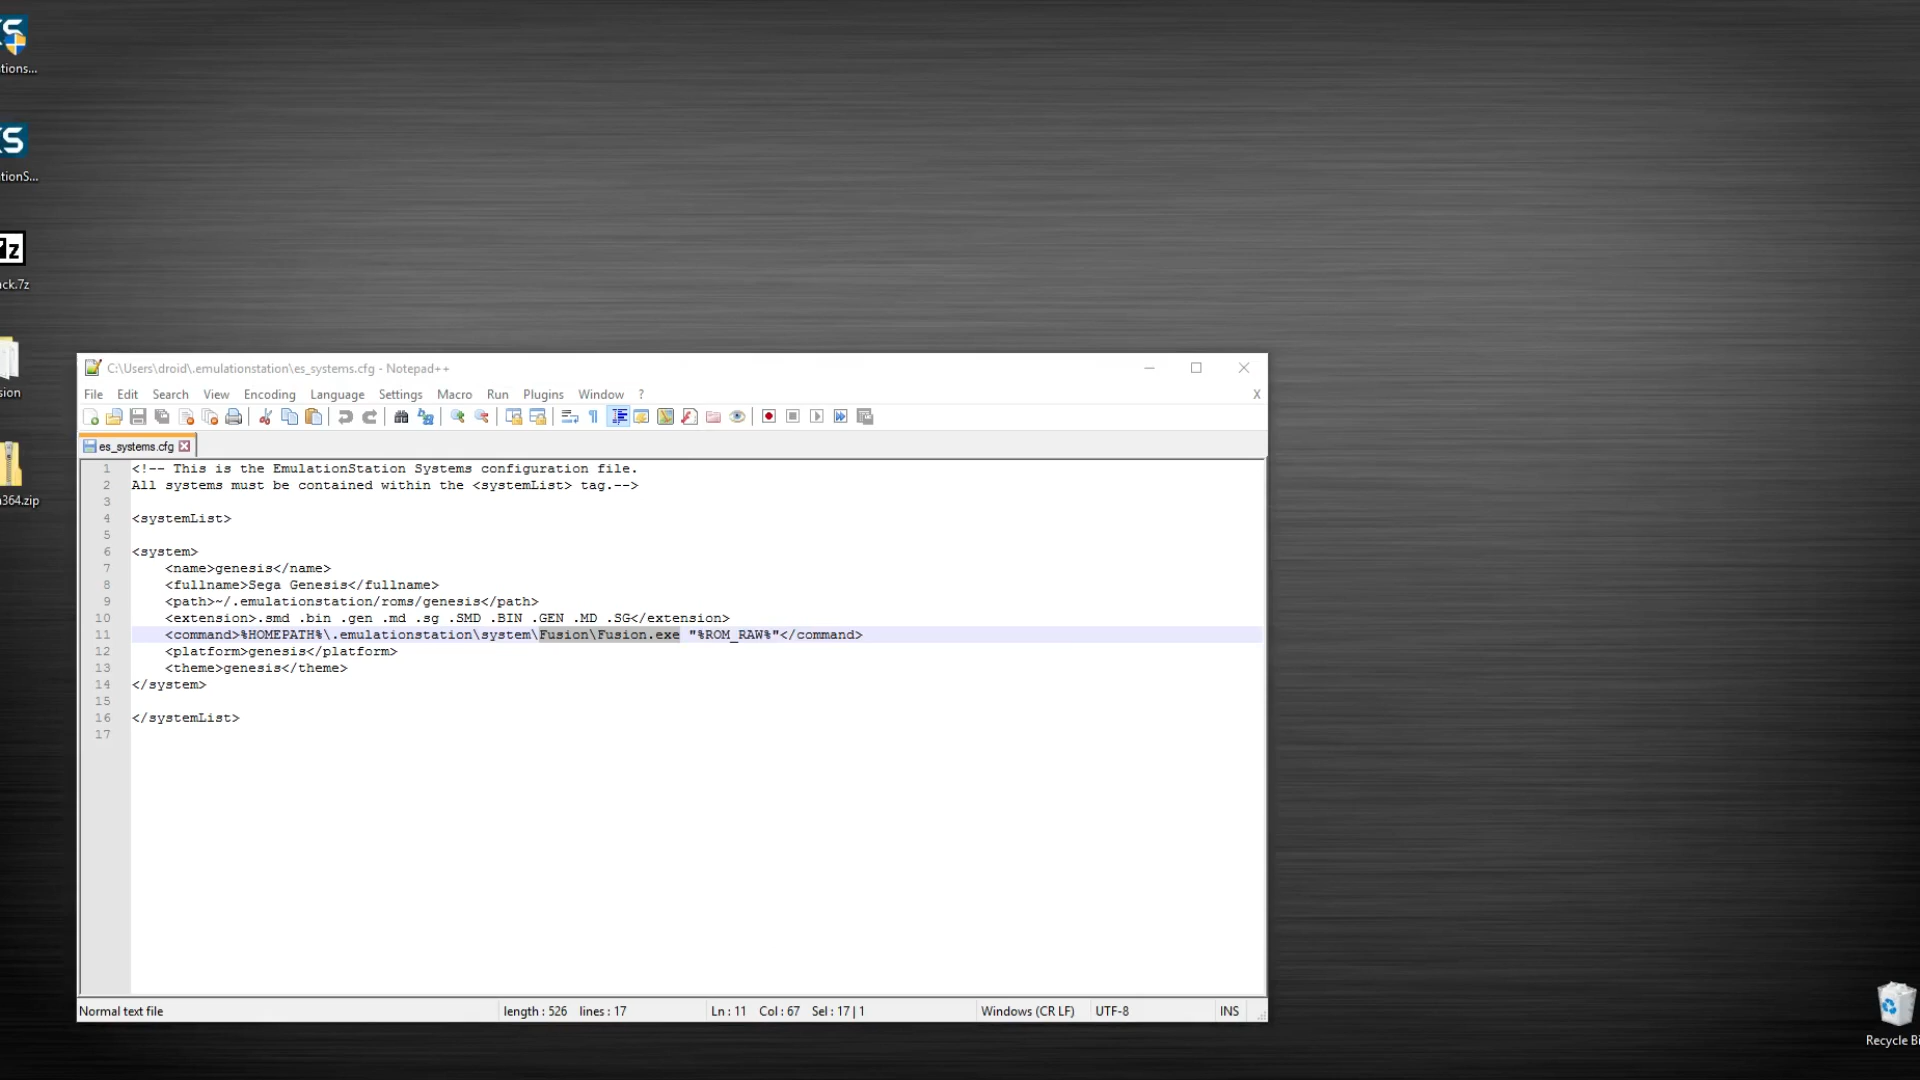 tions...
tionS...
7z
ack.7z
sion
364.zip
C:\Users\droid\.emulationstation\es_systems.cfg - Notepad++
File Edit Search View Encoding Language Settings Macro Run Plugins Window ? X
es_systems.cfg
1 <!-- This is the EmulationStation Systems configuration file.
2 All systems must be contained within the <systemList> tag.-->
3
4 <systemList>
5
6 <system>
7 <name>genesis</name>
8 <fullname>Sega Genesis</fullname>
9 <path>~/.emulationstation/roms/genesis</path>
10 <extension>.smd .bin .gen .md .sg .SMD .BIN .GEN .MD .SG</extension>
11 <command>%HOMEPATH%\.emulationstation\system\Fusion\Fusion.exe "%ROM_RAW%"</command>
12 <platform>genesis</platform>
13 <theme>genesis</theme>
14 </system>
15
16 </systemList>
17
Normal text file length : 526 lines : 17 Ln : 11 Col : 67 Sel : 17 | 1 Windows (CR LF) UTF-8 INS
Recycle Bi